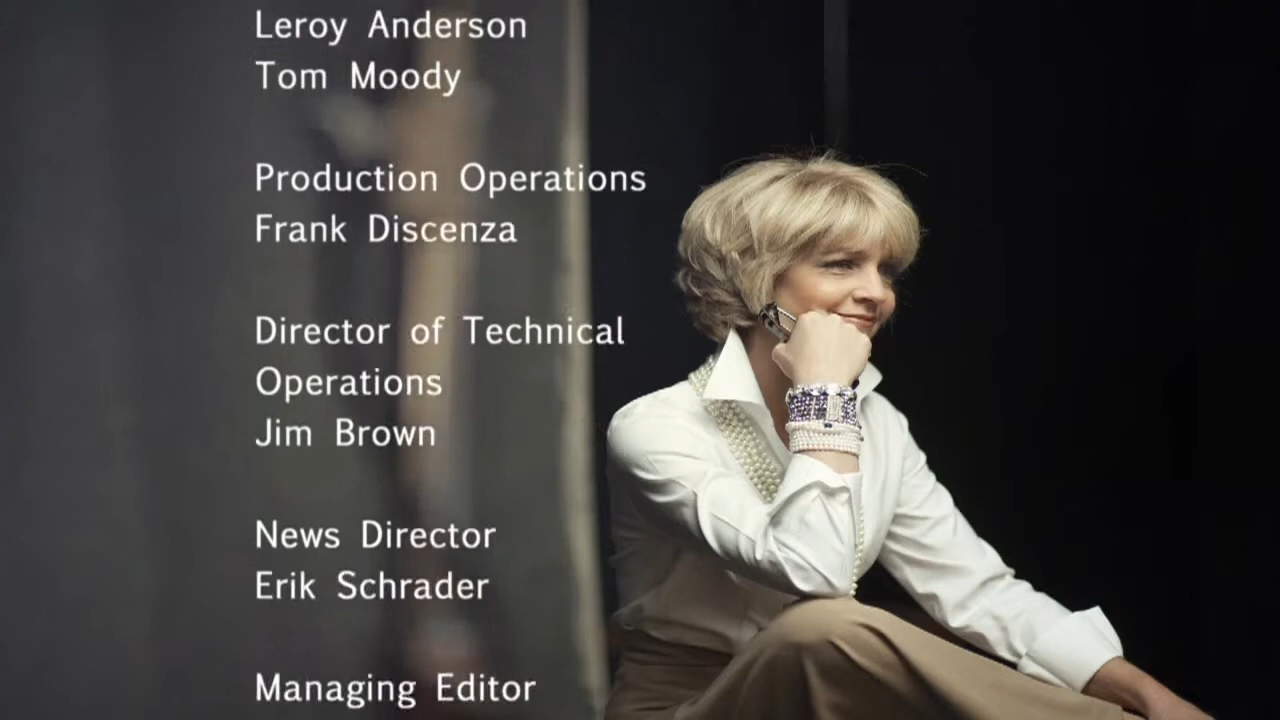 Leroy Anderson
Tom Moody
Production Operations
Frank Discenza
Director of Technical
Operations
Jim Brown
News Director
Erik Schrader
Managing Editor